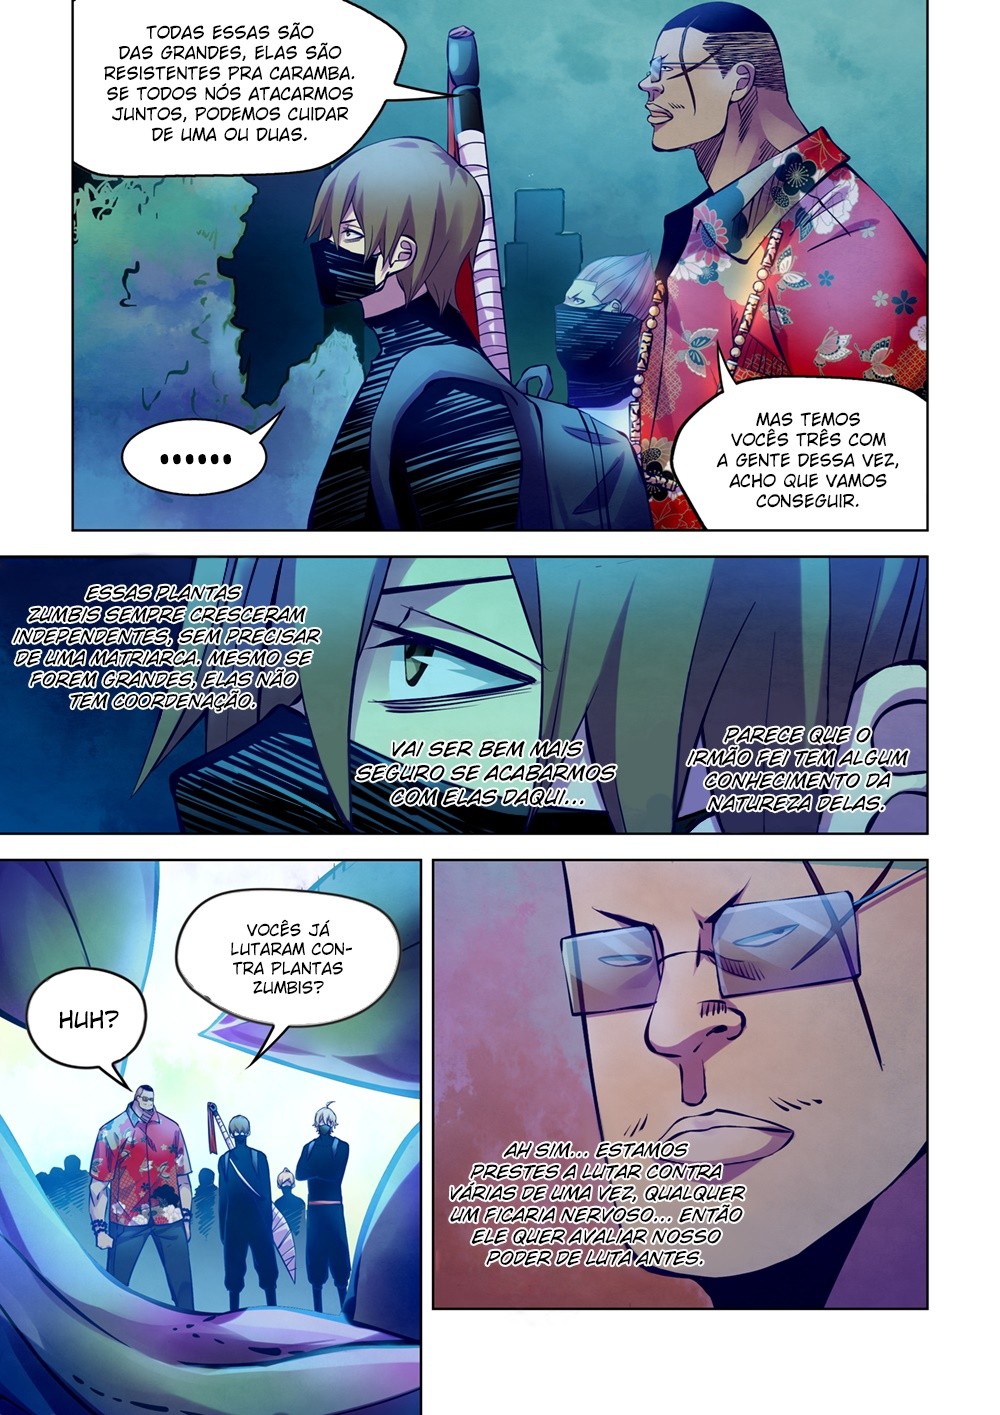 TODAS ESSAS SÃO
DAS GRANDES, ELAS SÃO
RESISTENTES PRA CARAMBA.
SE TODOS NÓS ATACARMOS
JUNTOS, PODEMOS CUIDAR
DE UMA OU DUAS.
......
MAS TEMOS
VOCÊS TRÊS COM
A GENTE DESSA VEZ,
ACHO QUE VAMOS
CONSEGUIR.
ESSAS PLANTAS
ZUMBIS SEMPRE CRESCERAM
INDEPENDENTES, SEM PRECISAR
DE UMA MATRIARCA. MESMO SE
FOREM GRANDES, ELAS NÃO
TEM COORDENAÇÃO.
VAI SER BEM MAIS
SEGURO SE ACABARMOS
COM ELAS DAQUI...
PARECE QUE O
IRMÃO FEI TEM ALGUM
CONHECIMENTO DA
NATUREZA DELAS.
VOCÊS JÁ
LUTARAM CON-
TRA PLANTAS
ZUMBIS?
HUH?
AH SIM... ESTAMOS
PRESTES A LUTAR CONTRA
VÁRIAS DE UMA VEZ, QUALQUER
UM FICARIA NERVOSO... ENTÃO
ELE QUER AVALIAR NOSSO
PODER DE LUTA ANTES.